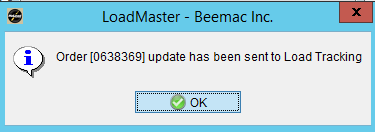 LoadMaster - Beemac Inc.
Order [0638369] update has been sent to Load Tracking
OK